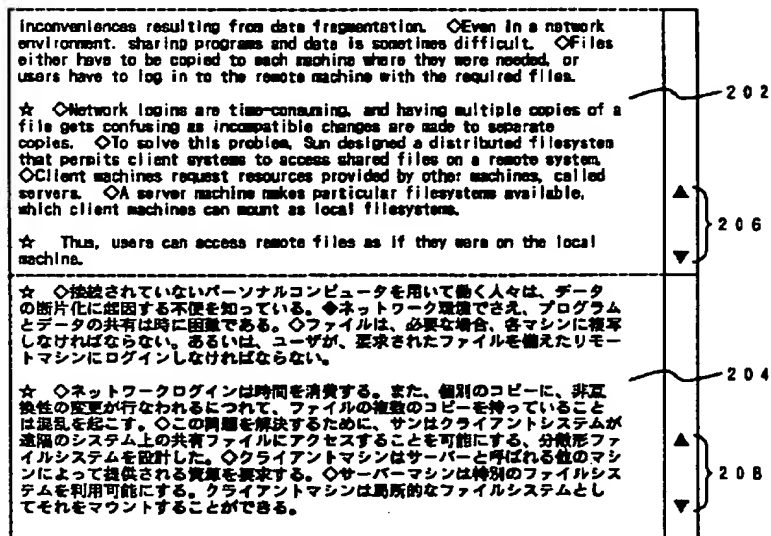 inconveniences resulting from data fragmentation. ◇Even in a network
environment. sharing programs and data is sometimes difficult. ◇Files
either have to be copied to each machine where they were needed, or
users have to log in to the remote machine with the required files.
☆ ◇Network logins are time-consuming, and having multiple copies of a
file gets confusing as incompatible changes are made to separate
copies. ◇To solve this problem, Sun designed a distributed filesystem
that permits client systems to access shared files on a remote system.
◇Client machines request resources provided by other machines, called
servers. ◇A server machine makes particular filesystems available,
which client machines can mount as local filesystems.
☆ Thus, users can access remote files as if they were on the local
machine.
202
206
☆ ◇接続されていないパーソナルコンピュータを用いて働く人々は、データ
の断片化に起因する不便を知っている。◆ネットワーク環境でさえ、プログラム
とデータの共有は時に困難である。◇ファイルは、必要な場合、各マシンに複写
しなければならない。あるいは、ユーザが、要求されたファイルを備えたリモー
トマシンにログインしなければならない。
☆ ◇ネットワークログインは時間を消費する。また、個別のコピーに、非互
換性の変更が行なわれるにつれて、ファイルの複数のコピーを持っていること
は混乱を起こす。◇この問題を解決するために、サンはクライアントシステムが
遠隔のシステム上の共有ファイルにアクセスすることを可能にする、分散形ファ
イルシステムを設計した。◇クライアントマシンはサーバーと呼ばれる他のマシ
ンによって提供される資源を要求する。◇サーバーマシンは特別のファイルシス
テムを利用可能にする。クライアントマシンは局所的なファイルシステムとし
てそれをマウントすることができる。
204
208